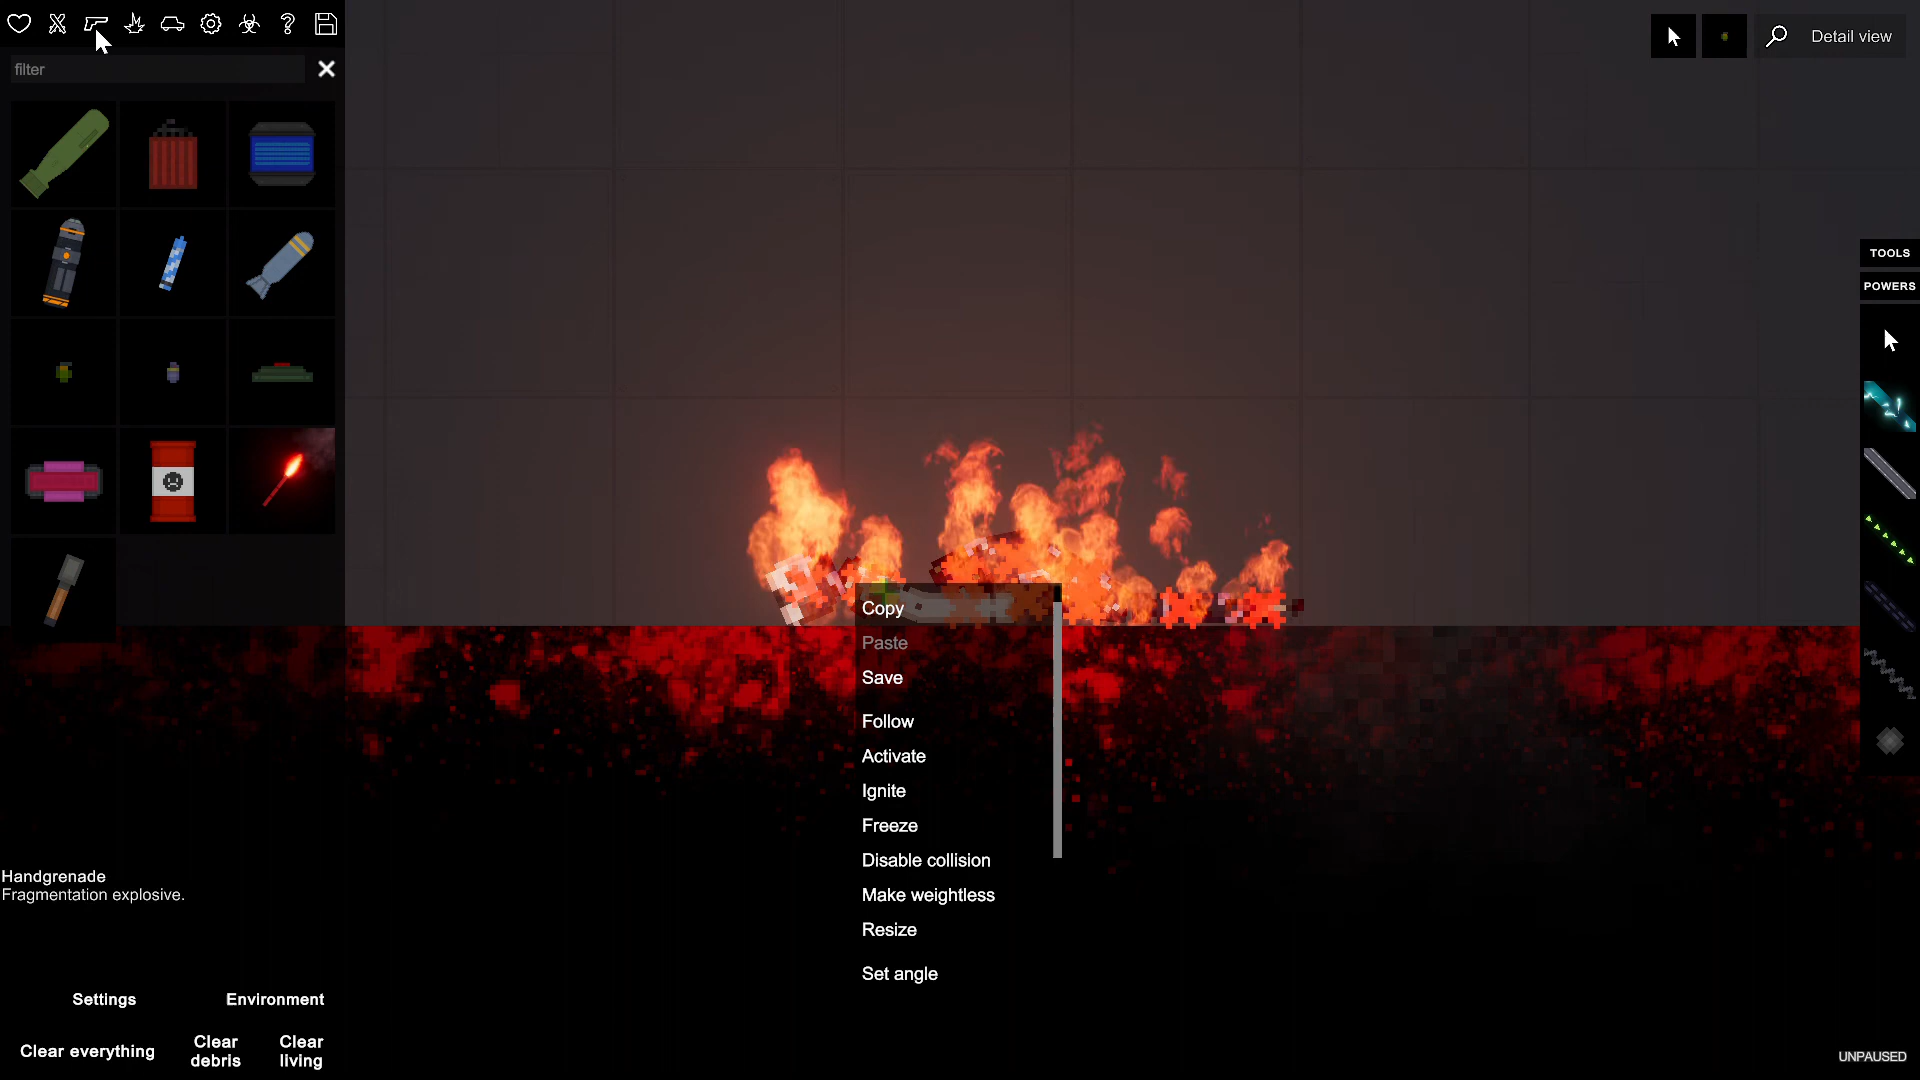 filter
Detail view
TOOLS
POWERS
Copy
Paste
Save
Follow
Activate
Ignite
Freeze
Disable collision
Make weightless
Resize
Set angle
Handgrenade
Fragmentation explosive.
Settings
Environment
Clear everything
Clear debris
Clear living
UNPAUSED